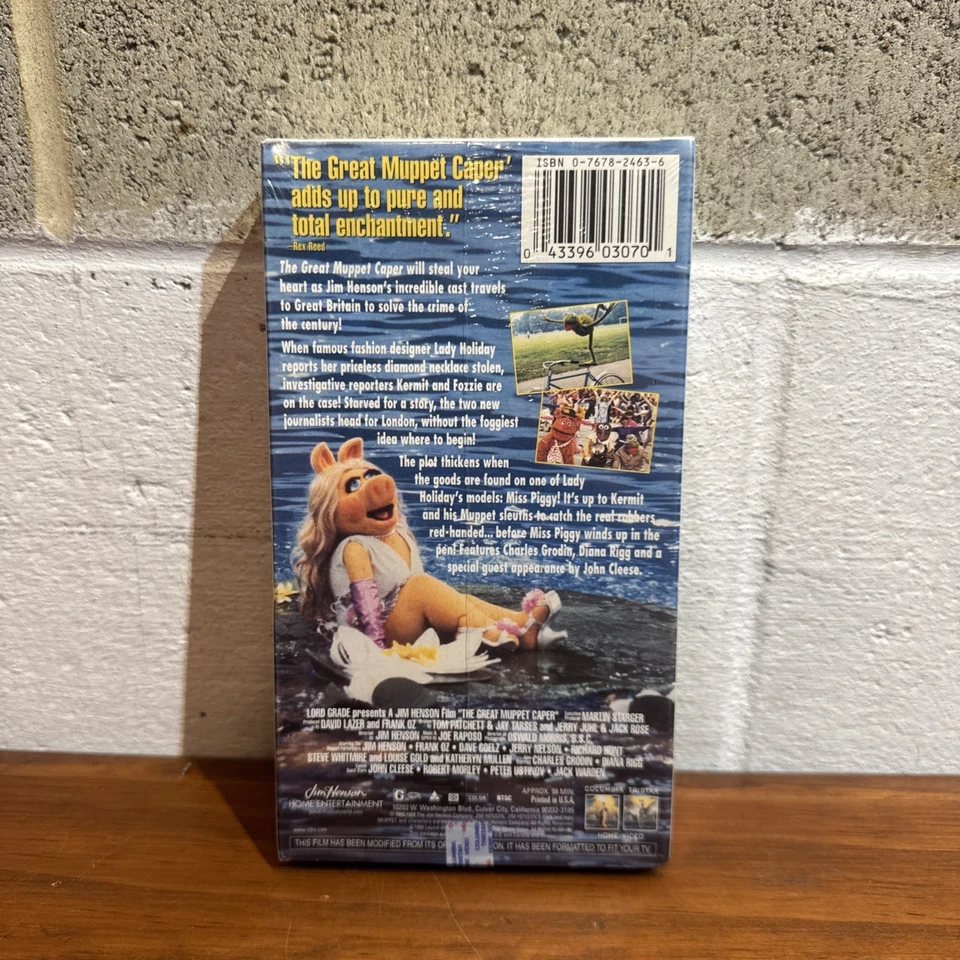 "'The Great Muppet Caper'
adds up to pure and
total enchantment."
–Rex Reed
ISBN 0-7678-2463-6
0 43396 03070 1
The Great Muppet Caper will steal your
heart as Jim Henson's incredible cast travels
to Great Britain to solve the crime of
the century!
When famous fashion designer Lady Holiday
reports her priceless diamond necklace stolen,
investigative reporters Kermit and Fozzie are
on the case! Starved for a story, the two new
journalists head for London, without the foggiest
idea where to begin!
The plot thickens when
the goods are found on one of Lady
Holiday's models: Miss Piggy! It's up to Kermit
and his Muppet sleuths to catch the real robbers
red-handed... before Miss Piggy winds up in the
pen! Features Charles Grodin, Diana Rigg and a
special guest appearance by John Cleese.
LORD GRADE presents A JIM HENSON Film "THE GREAT MUPPET CAPER" MARTIN STARGER
DAVID LAZER and FRANK OZ TOM PATCHETT & JAY TARSES and JERRY JUHL & JACK ROSE
JIM HENSON JOE RAPOSO OSWALD MORRIS, B.S.C.
JIM HENSON • FRANK OZ • DAVE GOELZ • JERRY NELSON • RICHARD HUNT
STEVE WHITMIRE and LOUISE GOLD and KATHERYN MULLEN CHARLES GRODIN • DIANA RIGG
JOHN CLEESE • ROBERT MORLEY • PETER USTINOV • JACK WARDEN
Jim Henson
HOME ENTERTAINMENT
G
COLOR
NTSC
APPROX. 98 MIN.
Printed in U.S.A.
COLUMBIA TRISTAR
HOME VIDEO
10202 W. Washington Blvd., Culver City, California 90232-3195
THIS FILM HAS BEEN MODIFIED FROM ITS ON. IT HAS BEEN FORMATTED TO FIT YOUR TV.